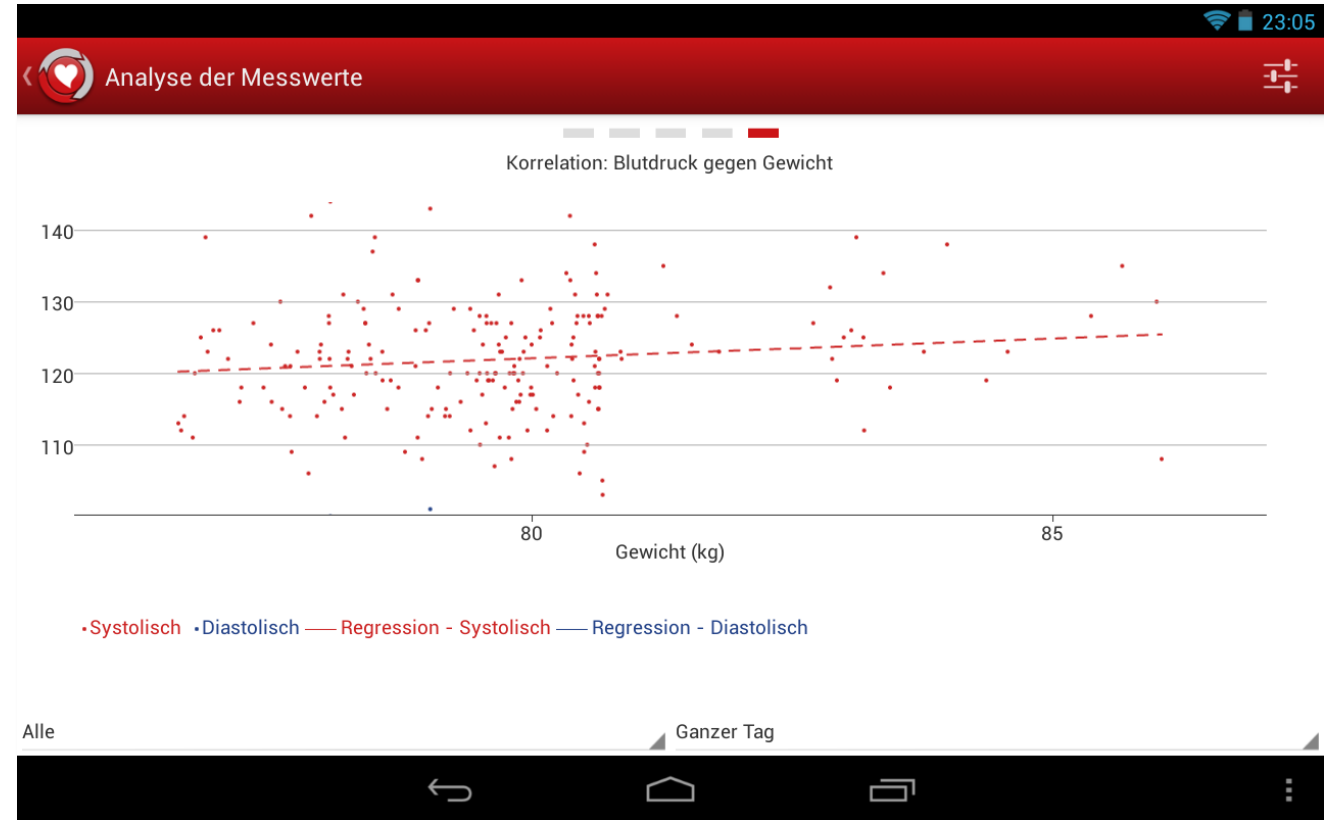 23:05
Analyse der Messwerte
Korrelation: Blutdruck gegen Gewicht
140
130
120
110
80 85
Gewicht (kg)
Systolisch Diastolisch Regression - Systolisch Regression - Diastolisch
Alle Ganzer Tag